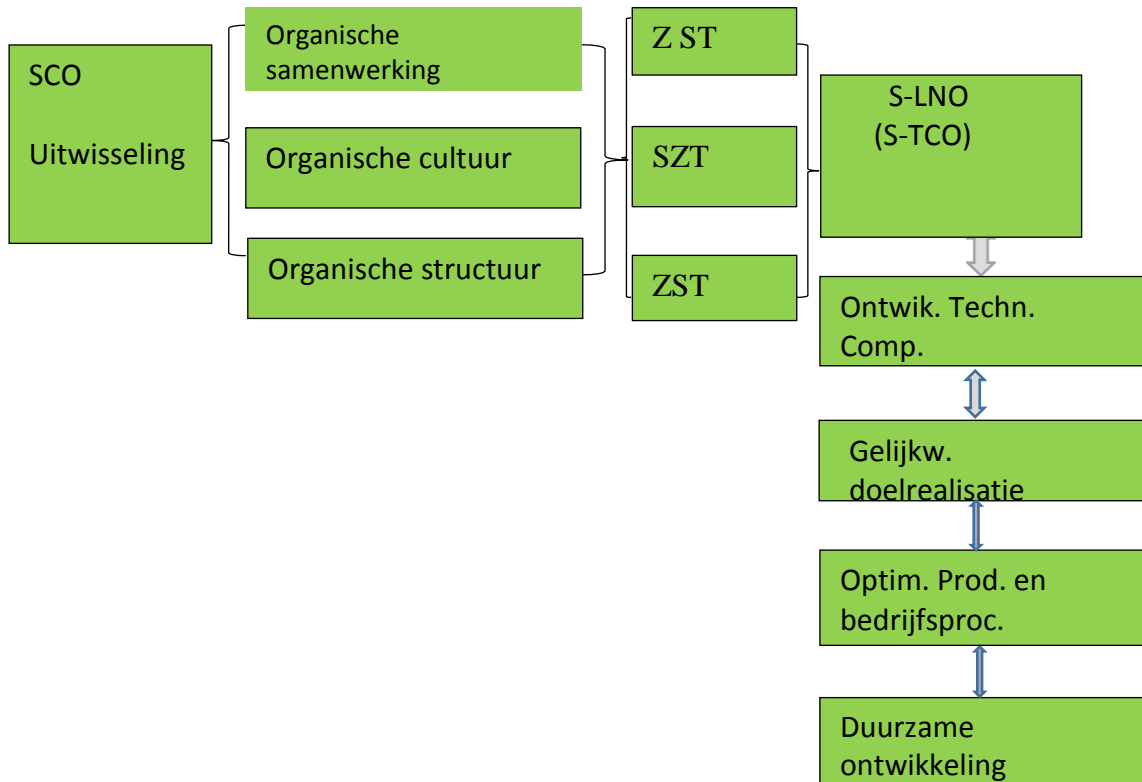 SCO
Uitwisseling
Organische
samenwerking
Organische cultuur
Organische structuur
Z ST
SZT
ZST
S-LNO
(S-TCO)
Ontwik. Techn.
Comp.
Gelijkw.
doelrealisatie
Optim. Prod. en
bedrijfsproc.
Duurzame
ontwikkeling